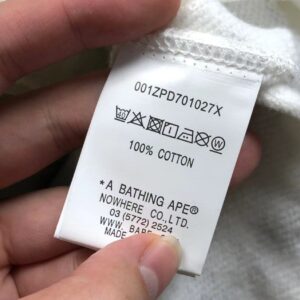 001ZPD701027X
100% COTTON
*A BATHING APE®
NOWHERE CO.,LTD.
03 (5772) 2524
WWW.
MADE